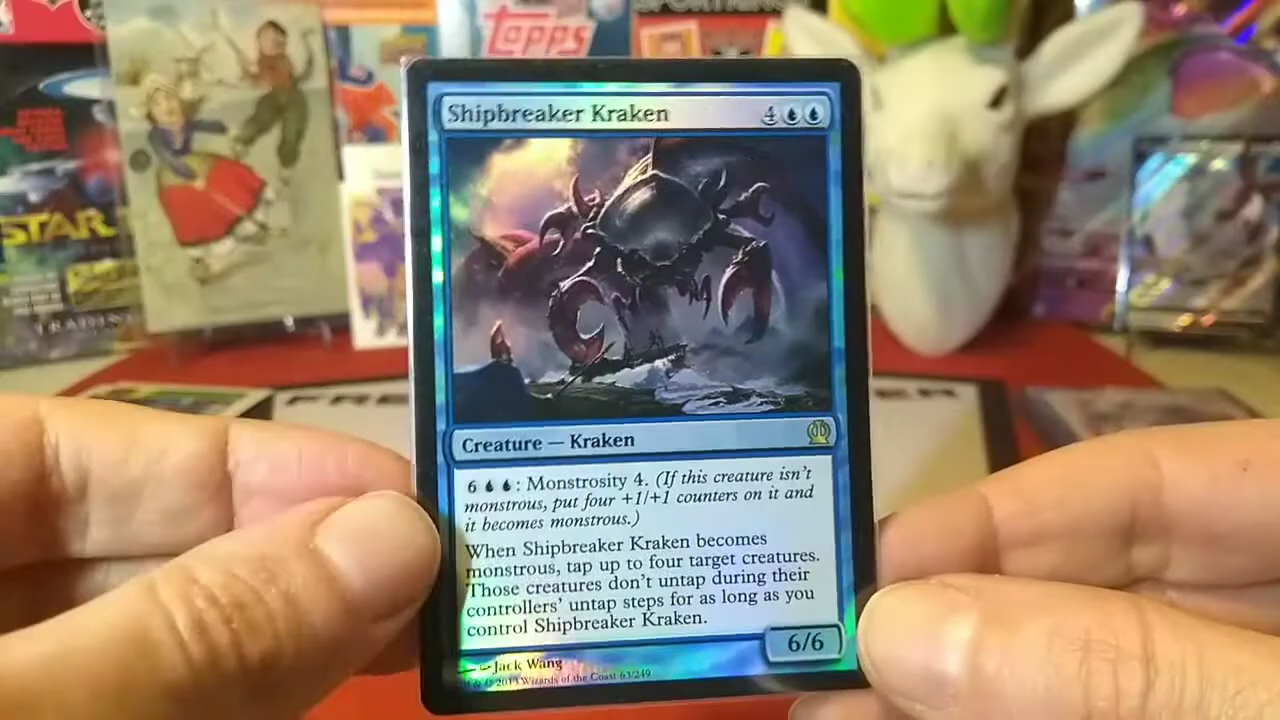 topps
STAR
Shipbreaker Kraken 4
Creature — Kraken
6 : Monstrosity 4. (If this creature isn't
monstrous, put four +1/+1 counters on it and
it becomes monstrous.)
When Shipbreaker Kraken becomes
monstrous, tap up to four target creatures.
Those creatures don't untap during their
controllers' untap steps for as long as you
control Shipbreaker Kraken.
6/6
Jack Wang
& © 2013 Wizards of the Coast 63/249